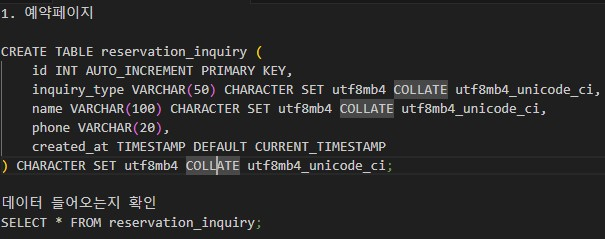 1. 예약페이지
CREATE TABLE reservation_inquiry (
id INT AUTO_INCREMENT PRIMARY KEY,
inquiry_type VARCHAR(50) CHARACTER SET utf8mb4 COLLATE utf8mb4_unicode_ci,
name VARCHAR(100) CHARACTER SET utf8mb4 COLLATE utf8mb4_unicode_ci,
phone VARCHAR(20),
created_at TIMESTAMP DEFAULT CURRENT_TIMESTAMP
) CHARACTER SET utf8mb4 COLLATE utf8mb4_unicode_ci;
데이터 들어오는지 확인
SELECT * FROM reservation_inquiry;